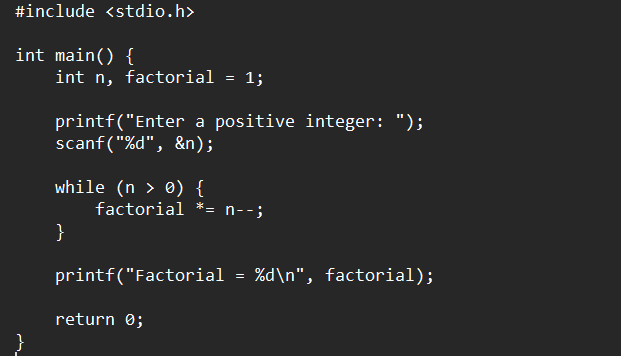 #include <stdio.h>

int main() {
    int n, factorial = 1;

    printf("Enter a positive integer: ");
    scanf("%d", &n);

    while (n > 0) {
        factorial *= n--;
    }

    printf("Factorial = %d\n", factorial);

    return 0;
}